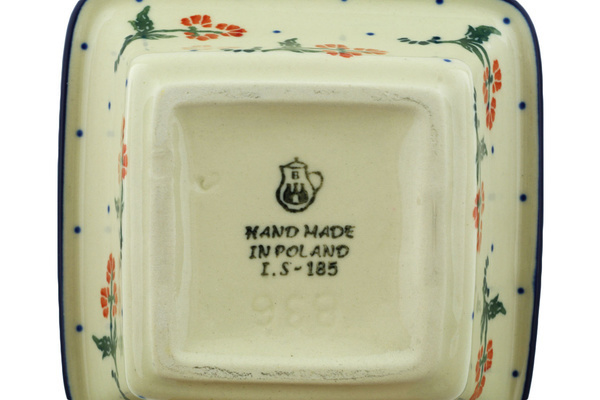 B
HAND MADE
IN POLAND
I.S-185